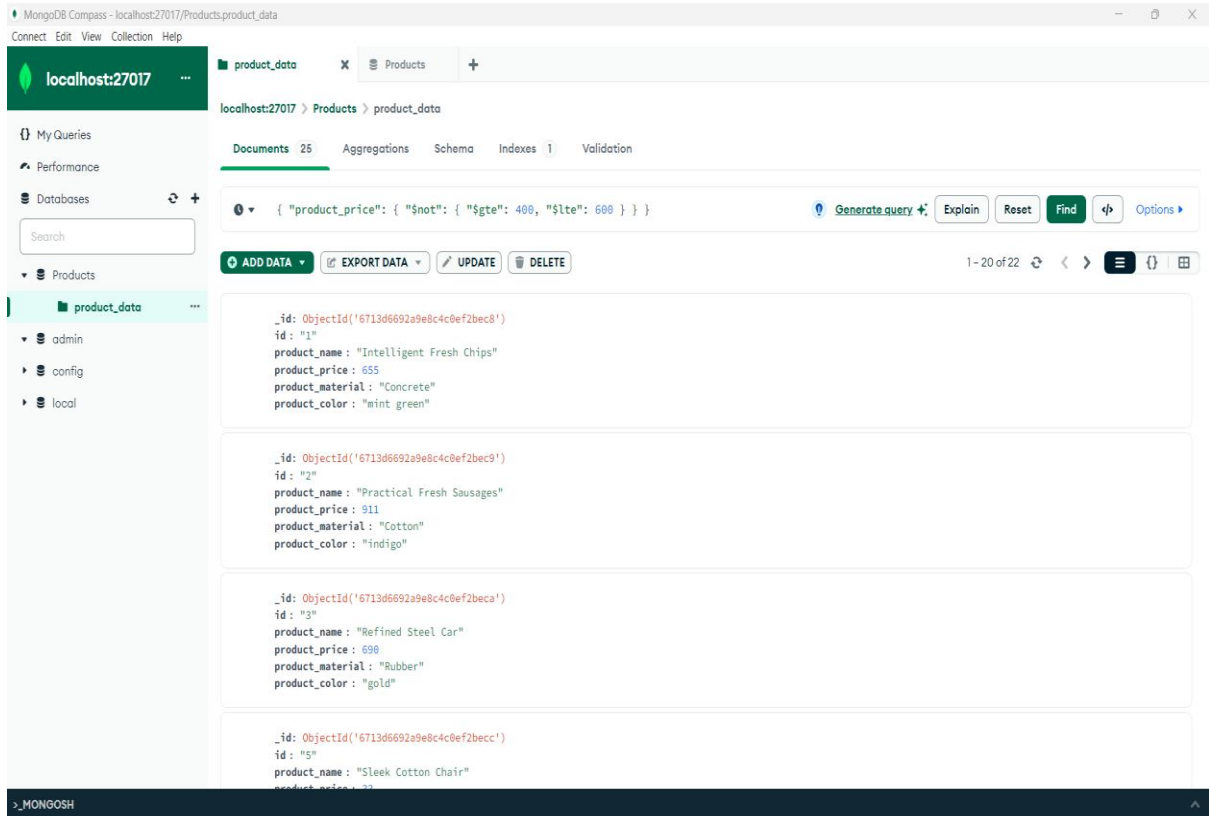 MongoDB Compass - localhost:27017/Products.product_data
Connect Edit View Collection Help
localhost:27017 ...
{} My Queries
Performance
Databases
Search
Products
product_data ...
admin
config
local
product_data Products
localhost:27017 > Products > product_data
Documents 25 Aggregations Schema Indexes 1 Validation
{ "product_price": { "$not": { "$gte": 400, "$lte": 600 } } }
Generate query Explain Reset Find </> Options
ADD DATA EXPORT DATA UPDATE DELETE 1 - 20 of 22 {}
_id: ObjectId('6713d6692a9e8c4c0ef2bec8')
id : "1"
product_name : "Intelligent Fresh Chips"
product_price : 655
product_material : "Concrete"
product_color : "mint green"
_id: ObjectId('6713d6692a9e8c4c0ef2bec9')
id : "2"
product_name : "Practical Fresh Sausages"
product_price : 911
product_material : "Cotton"
product_color : "indigo"
_id: ObjectId('6713d6692a9e8c4c0ef2beca')
id : "3"
product_name : "Refined Steel Car"
product_price : 690
product_material : "Rubber"
product_color : "gold"
_id: ObjectId('6713d6692a9e8c4c0ef2becc')
id : "5"
product_name : "Sleek Cotton Chair"
product_price :
>_MONGOSH